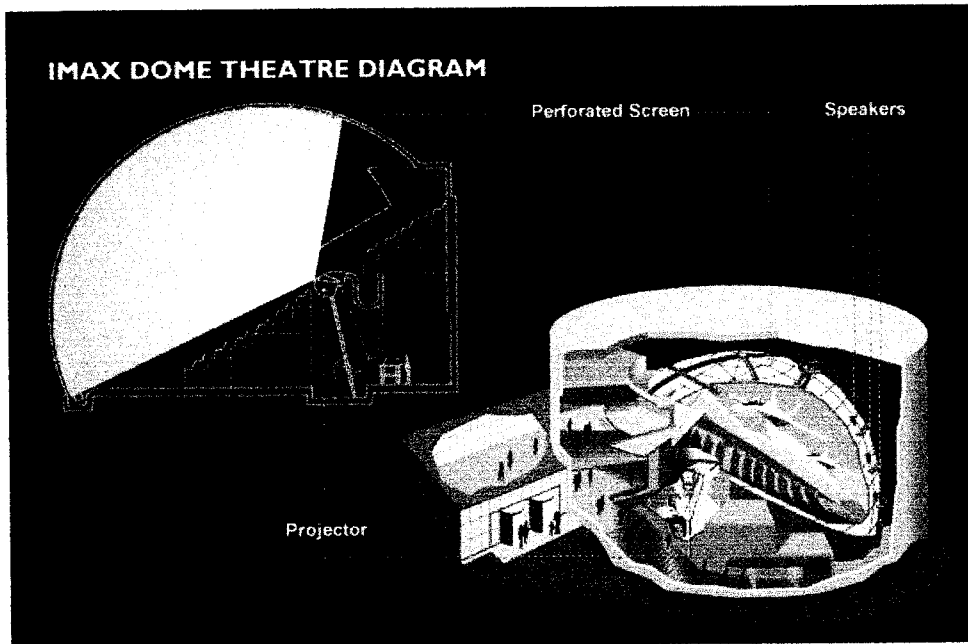 IMAX DOME THEATRE DIAGRAM
Perforated Screen
Speakers
Projector